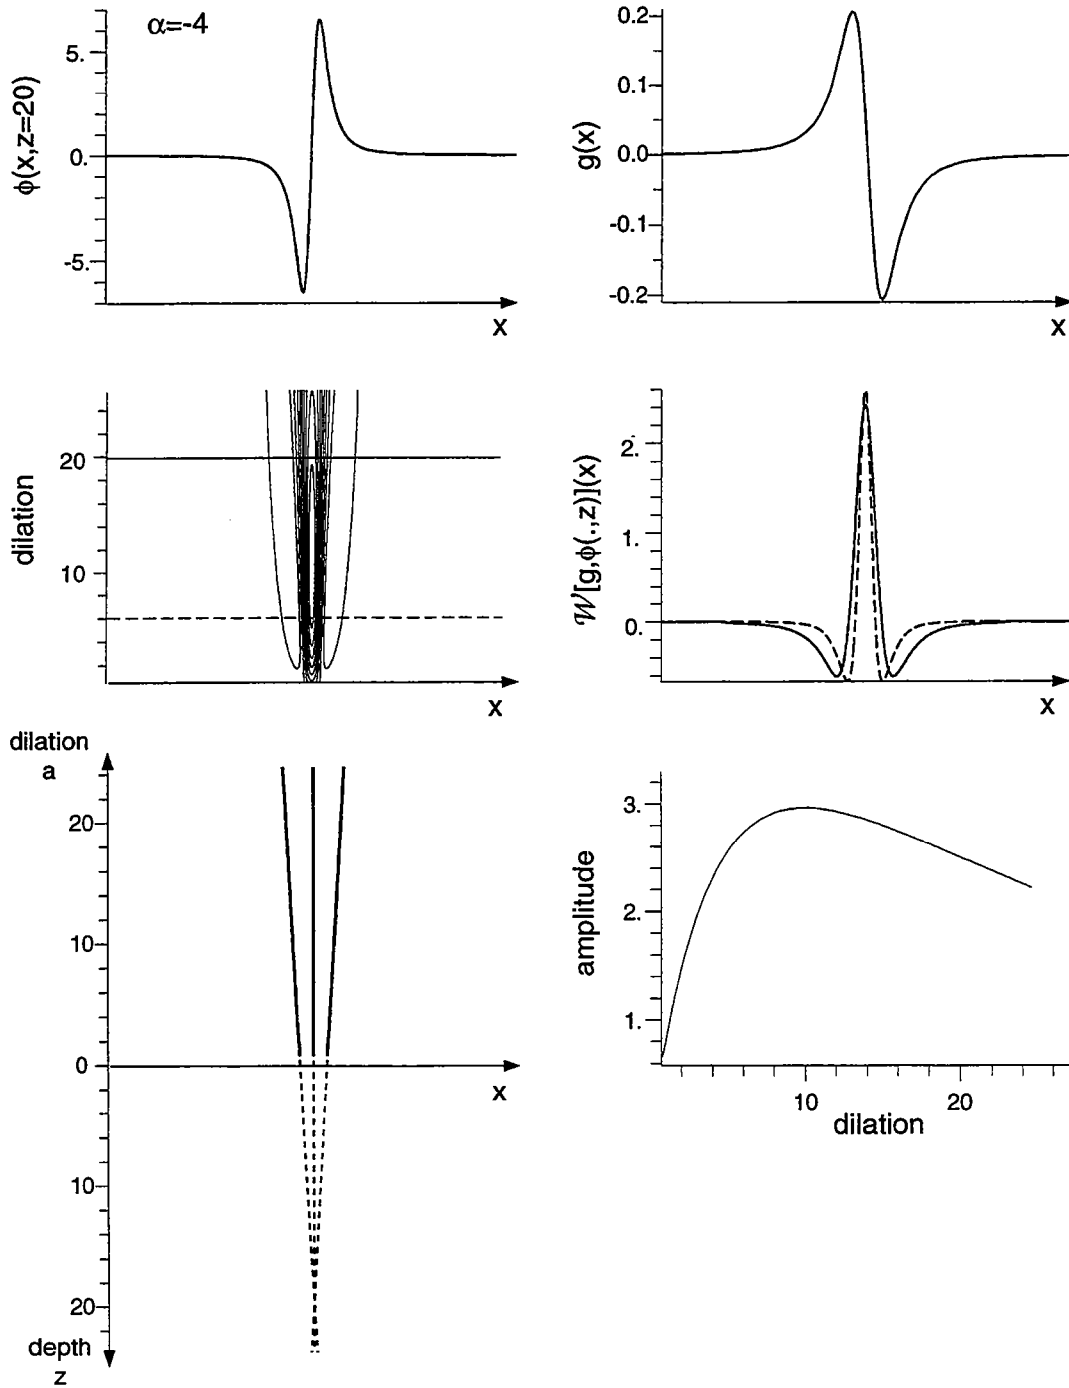 α=-4
ϕ(x,z=20)
5.
0.
-5.
x
g(x)
0.2
0.1
0.0
-0.1
-0.2
x
dilation
20
10
x
𝒲[g,ϕ(.,z)](x)
2.
1.
0.
x
dilation
a
20
10
0
x
10
20
depth
z
amplitude
3.
2.
1.
10
20
dilation